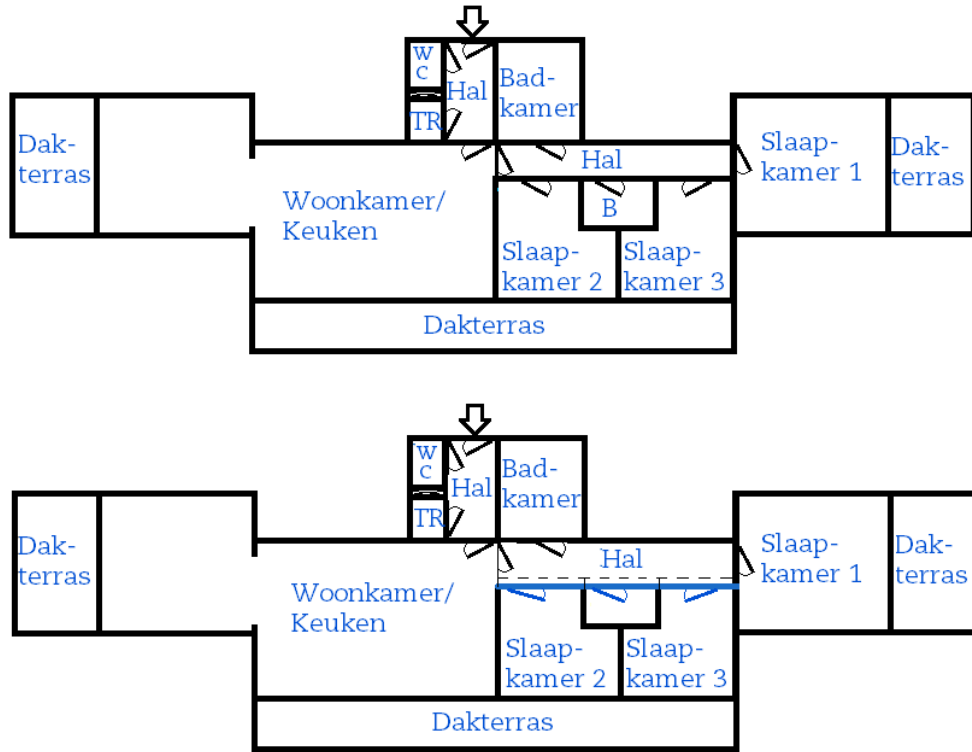 w
c
Hal
Bad-
kamer
TR
Dak-
terras
Hal
Slaap-
kamer 1
Dak-
terras
Woonkamer/
Keuken
B
Slaap-
kamer 2
Slaap-
kamer 3
Dakterras
w
c
Hal
Bad-
kamer
TR
Dak-
terras
Hal
Slaap-
kamer 1
Dak-
terras
Woonkamer/
Keuken
Slaap-
kamer 2
Slaap-
kamer 3
Dakterras